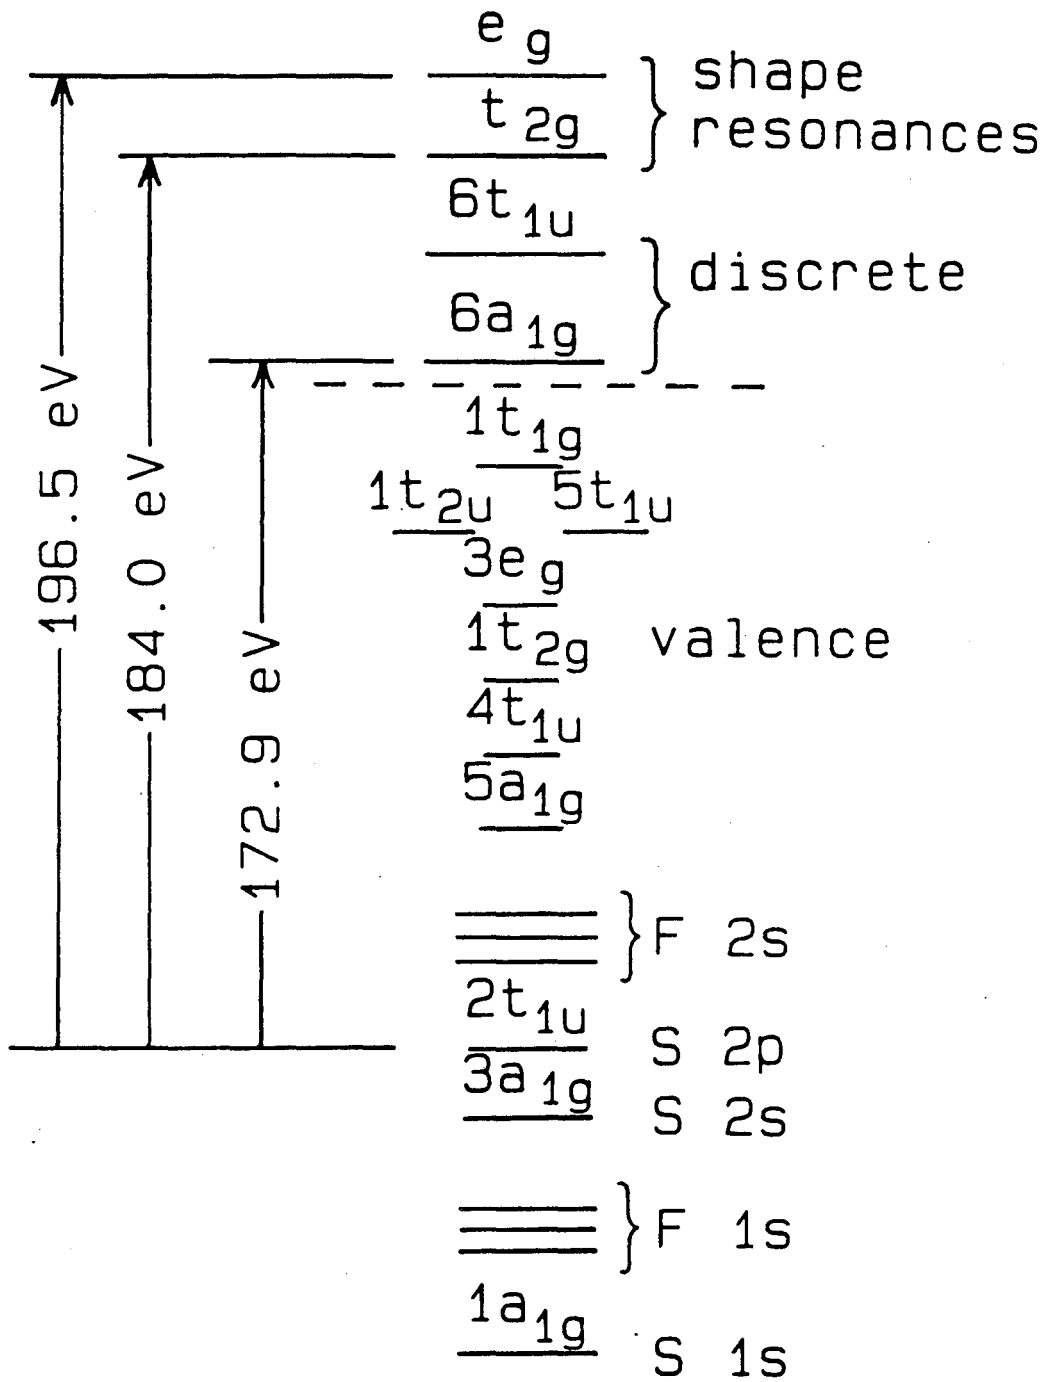 e g
shape
t 2g
resonances
6t 1u
discrete
6a 1g
1t 1g
1t 2u
5t 1u
3e g
1t 2g
valence
4t 1u
5a 1g
196.5 eV
184.0 eV
172.9 eV
F 2s
2t 1u
S 2p
3a 1g
S 2s
F 1s
1a 1g
S 1s